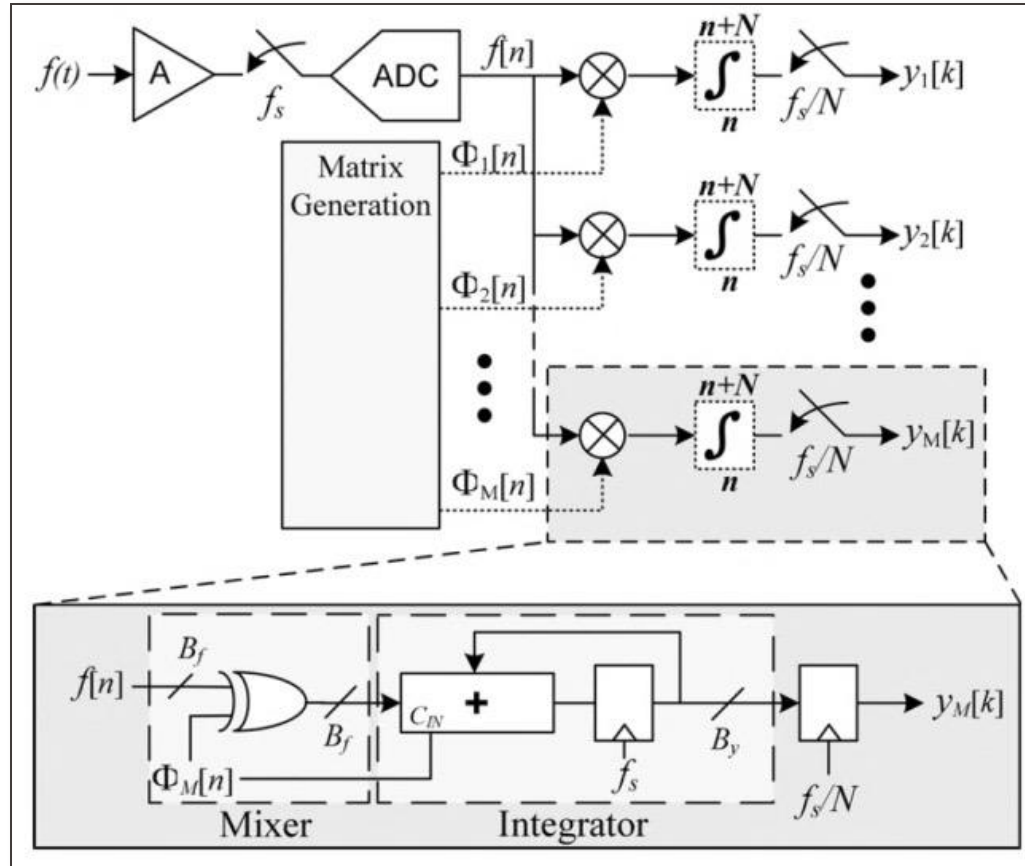 f(t)
A
f_s
ADC
f[n]
n+N
∫
n
f_s/N
y_1[k]
Matrix
Generation
Φ_1[n]
n+N
∫
n
f_s/N
y_2[k]
Φ_2[n]
n+N
∫
n
f_s/N
y_M[k]
Φ_M[n]
f[n]
B_f
B_f
Φ_M[n]
Mixer
+
C_IN
f_s
B_y
Integrator
f_s/N
y_M[k]